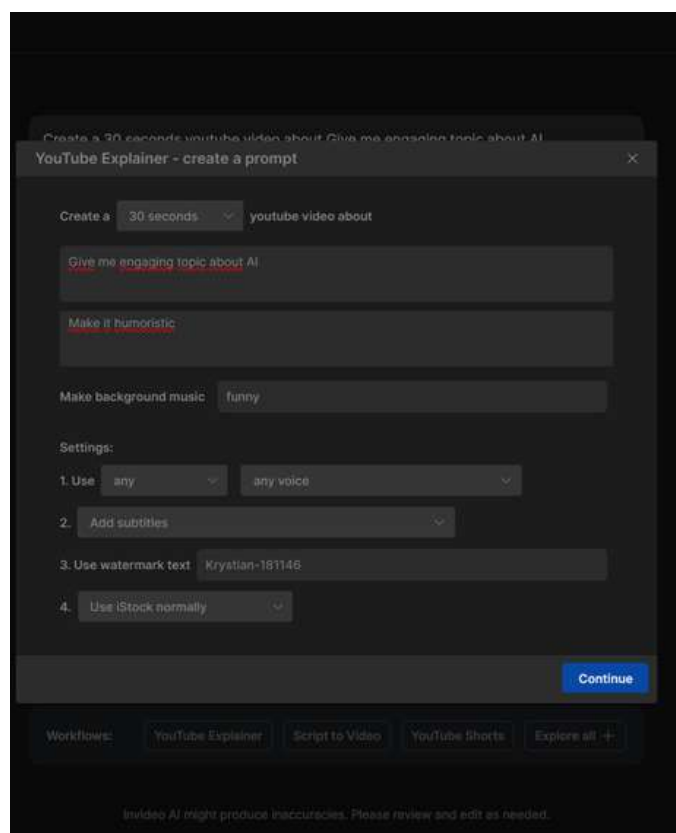 Create a 30 seconds youtube video about Give me engaging topic about AI
YouTube Explainer - create a prompt
Create a 30 seconds youtube video about
Give me engaging topic about AI
Make it humoristic
Make background music funny
Settings:
1. Use any any voice
2. Add subtitles
3. Use watermark text Krystian-181146
4. Use iStock normally
Continue
Workflows: YouTube Explainer Script to Video YouTube Shorts Explore all +
Invideo AI might produce inaccuracies. Please review and edit as needed.